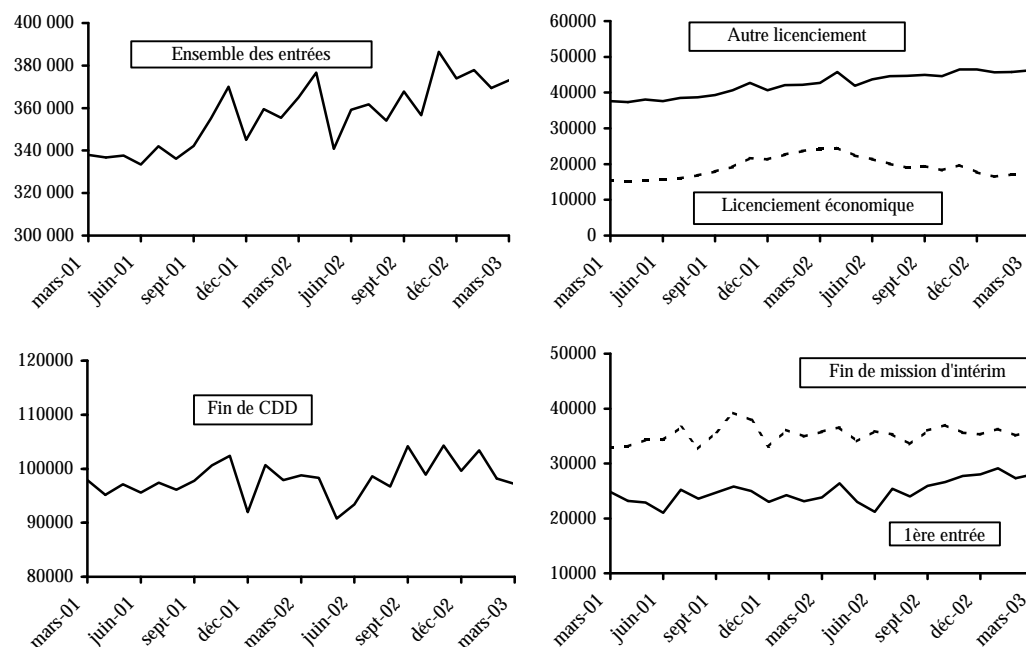 Ensemble des entrées
400 000
380 000
360 000
340 000
320 000
300 000
mars-01
juin-01
sept-01
déc-01
mars-02
juin-02
sept-02
déc-02
mars-03
Autre licenciement
Licenciement économique
60000
50000
40000
30000
20000
10000
0
mars-01
juin-01
sept-01
déc-01
mars-02
juin-02
sept-02
déc-02
mars-03
Fin de CDD
120000
110000
100000
90000
80000
mars-01
juin-01
sept-01
déc-01
mars-02
juin-02
sept-02
déc-02
mars-03
Fin de mission d'intérim
1ère entrée
50000
40000
30000
20000
10000
mars-01
juin-01
sept-01
déc-01
mars-02
juin-02
sept-02
déc-02
mars-03